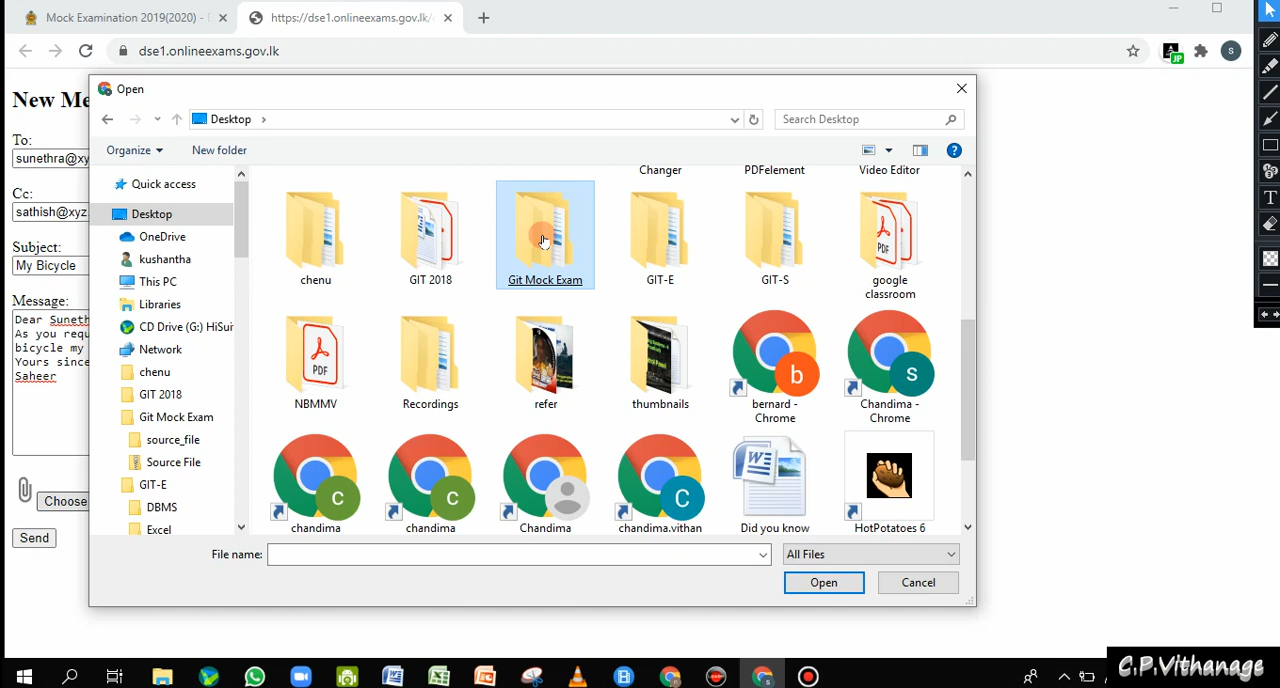 Mock Examination 2019(2020) -
https://dse1.onlineexams.gov.lk/
dse1.onlineexams.gov.lk
JP
S
New Me
To:
sunethra@xy
Cc:
sathish@xyz
Subject:
My Bicycle
Message:
Dear Suneth
As you requ
bicycle my
Yours since
Saheer
Choose
Send
Open
Desktop
Search Desktop
Organize
New folder
Quick access
Desktop
OneDrive
kushantha
This PC
Libraries
CD Drive (G:) HiSui
Network
chenu
GIT 2018
Git Mock Exam
source_file
Source File
GIT-E
DBMS
Excel
Changer
PDFelement
Video Editor
chenu
GIT 2018
Git Mock Exam
GIT-E
GIT-S
google
classroom
PDF
NBMMV
Recordings
refer
thumbnails
b
bernard -
Chrome
s
Chandima -
Chrome
c
chandima
c
chandima
Chandima
C
chandima.vithan
Did you know
HotPotatoes 6
File name:
All Files
Open
Cancel
C.P.Vithanage